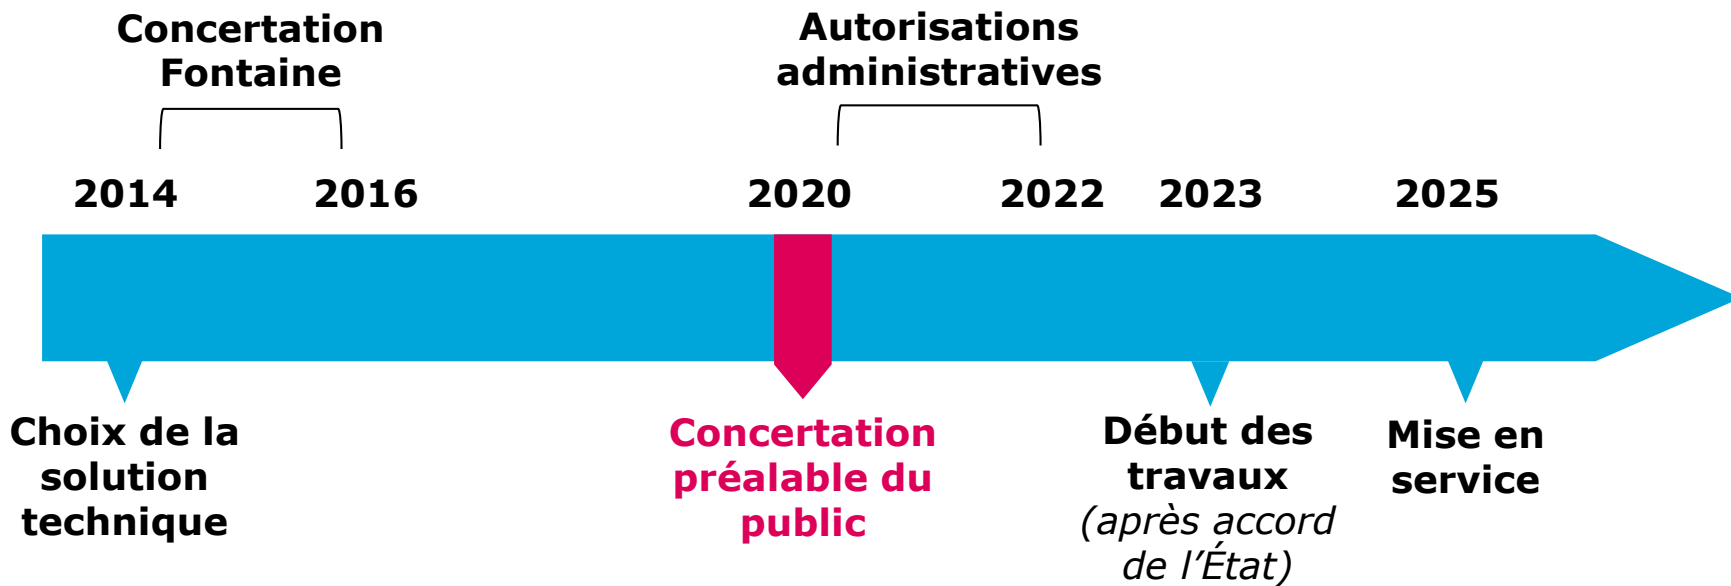 Concertation
Fontaine
Autorisations
administratives
2014
2016
2020
2022
2023
2025
Choix de la
solution
technique
Concertation
préalable du
public
Début des
travaux
(après accord
de l’État)
Mise en
service